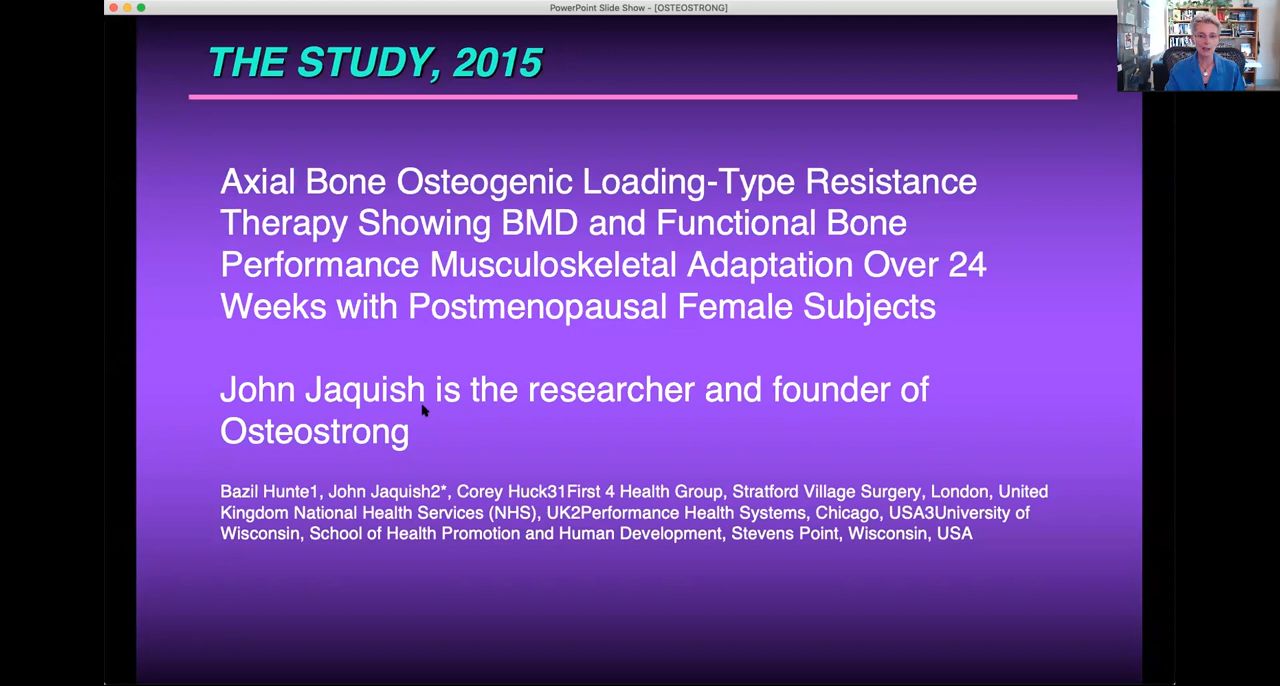 PowerPoint Slide Show - [OSTEOSTRONG]
THE STUDY, 2015
Axial Bone Osteogenic Loading-Type Resistance
Therapy Showing BMD and Functional Bone
Performance Musculoskeletal Adaptation Over 24
Weeks with Postmenopausal Female Subjects
John Jaquish is the researcher and founder of
Osteostrong
Bazil Hunte1, John Jaquish2*, Corey Huck31First 4 Health Group, Stratford Village Surgery, London, United
Kingdom National Health Services (NHS), UK2Performance Health Systems, Chicago, USA3University of
Wisconsin, School of Health Promotion and Human Development, Stevens Point, Wisconsin, USA